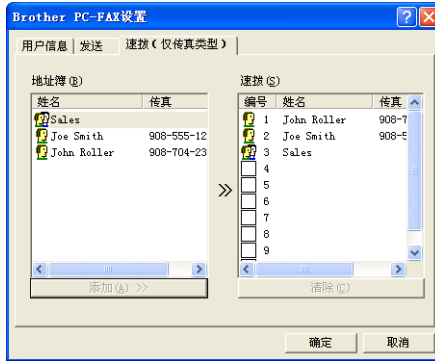 Brother PC-FAX设置
用户信息 发送 速拨(仅传真类型)
地址簿(B)
姓名 传真
Sales
Joe Smith 908-555-12
John Roller 908-704-23
添加(A) >>
速拨(S)
编号 姓名 传真
1 John Roller 908-7
2 Joe Smith 908-5
3 Sales
4
5
6
7
8
9
清除(C)
确定 取消